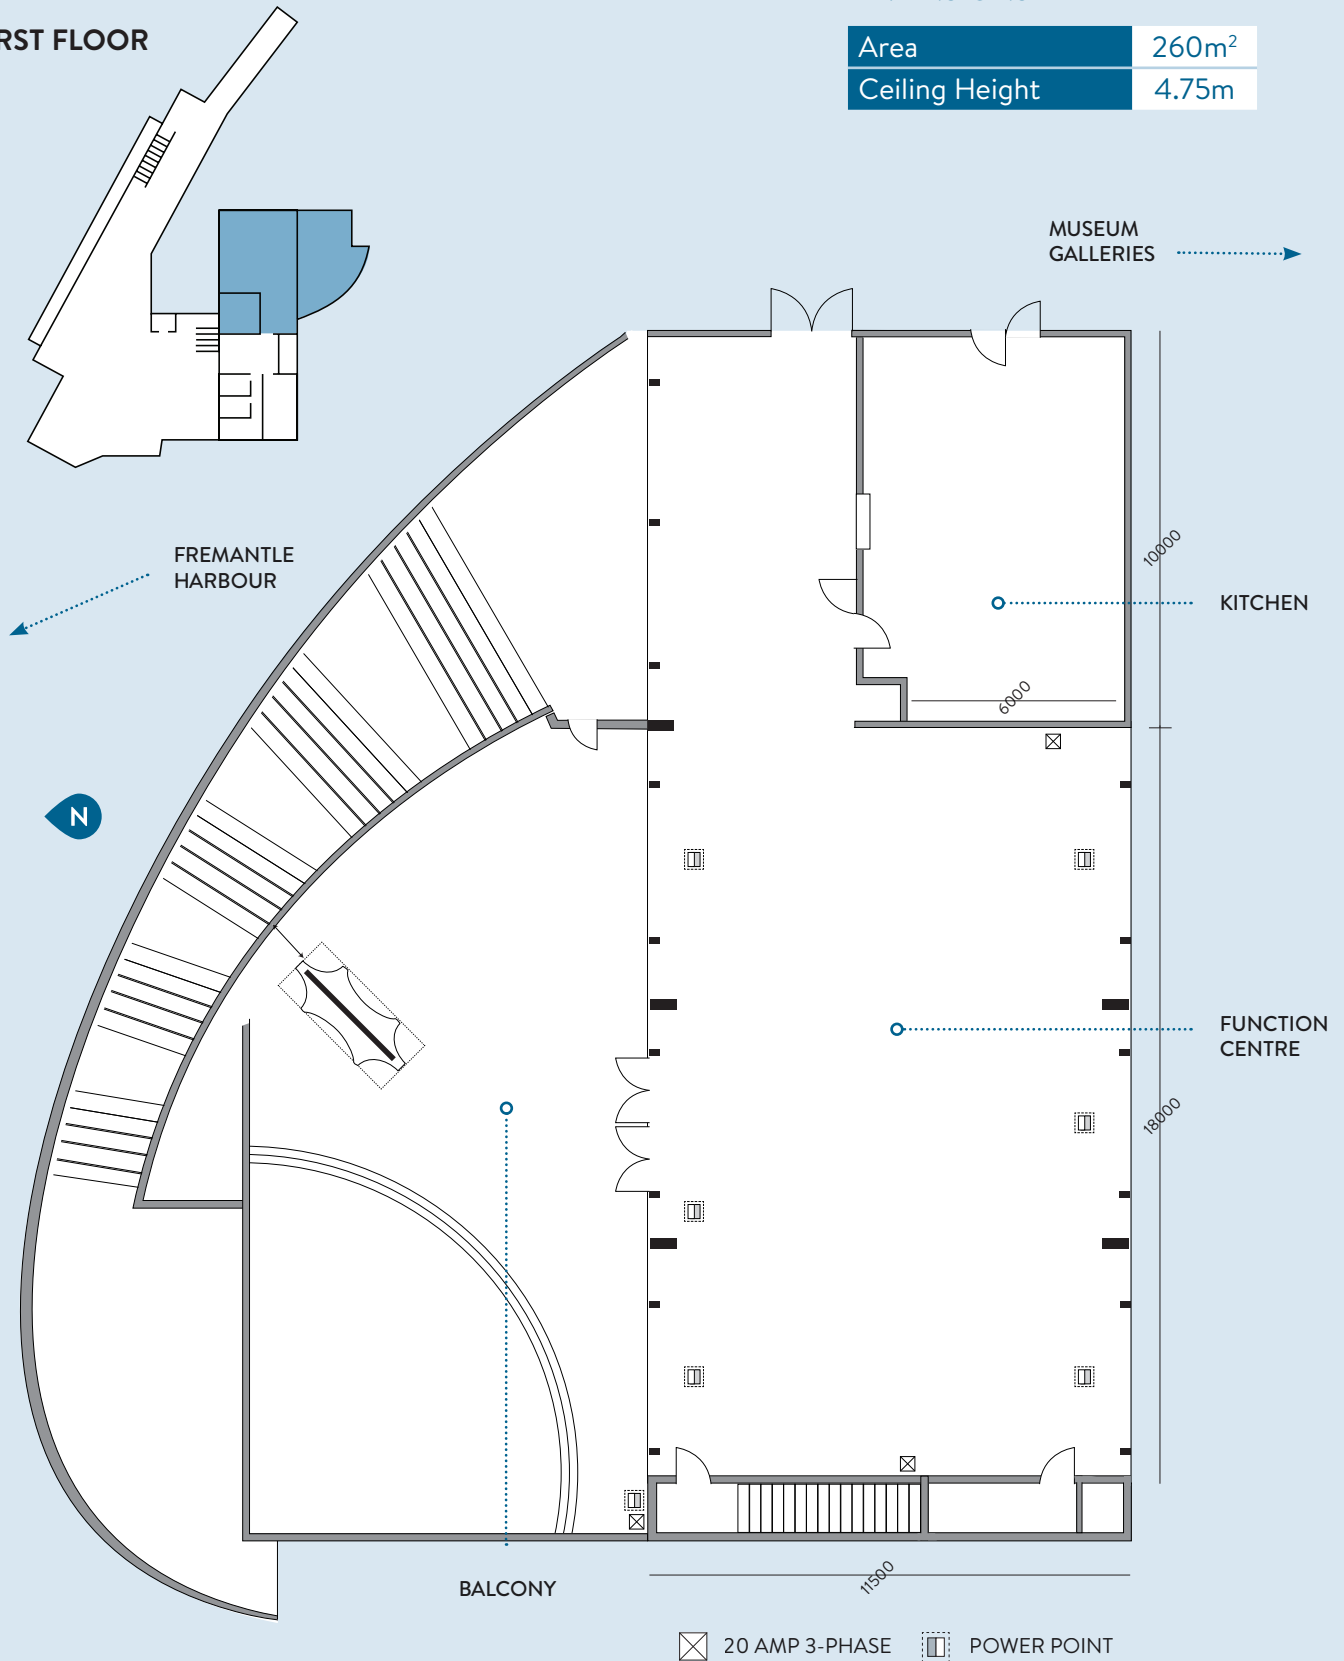 RST FLOOR
Area 260m²
Ceiling Height 4.75m
MUSEUM
GALLERIES
FREMANTLE
HARBOUR
10000
KITCHEN
6000
N
FUNCTION
CENTRE
18000
11500
BALCONY
20 AMP 3-PHASE
POWER POINT